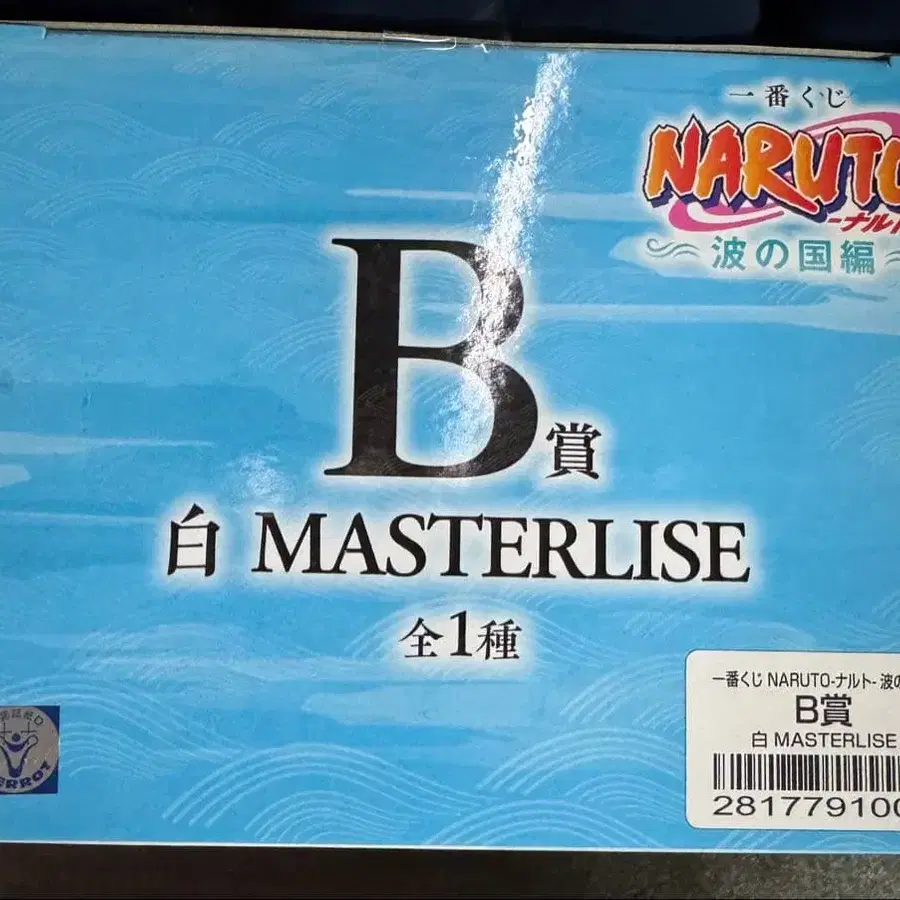 一番くじ
NARUTO
-ナルト
~波の国編~
B賞
白 MASTERLISE
全1種
一番くじ NARUTO-ナルト- 波の
B賞
白 MASTERLISE
281779100